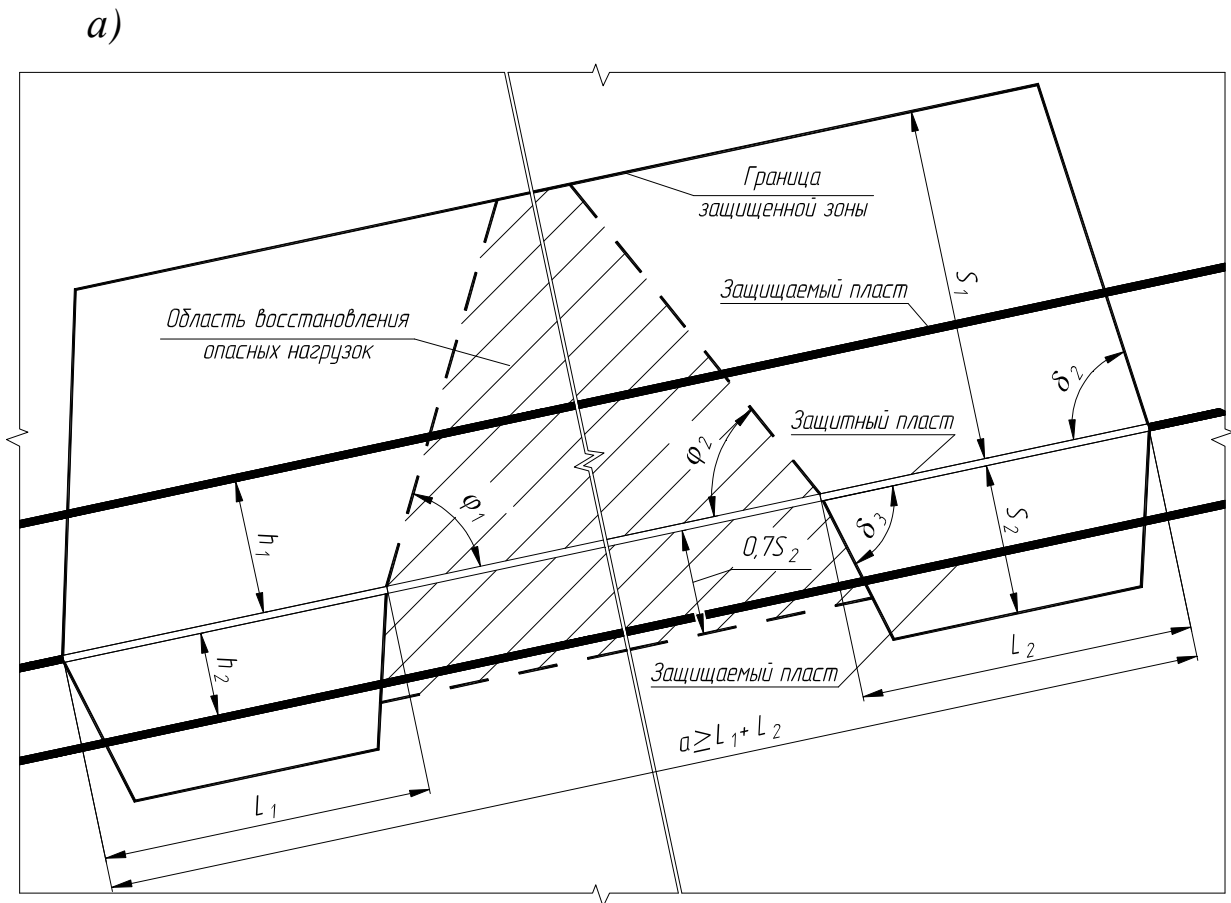 а)
Граница
защищенной зоны
S₁
Защищаемый пласт
Область восстановления
опасных нагрузок
δ₂
Защитный пласт
φ₂
φ₁
δ₃
S₂
h₁
0,7S₂
h₂
Защищаемый пласт
L₂
a≥L₁+L₂
L₁